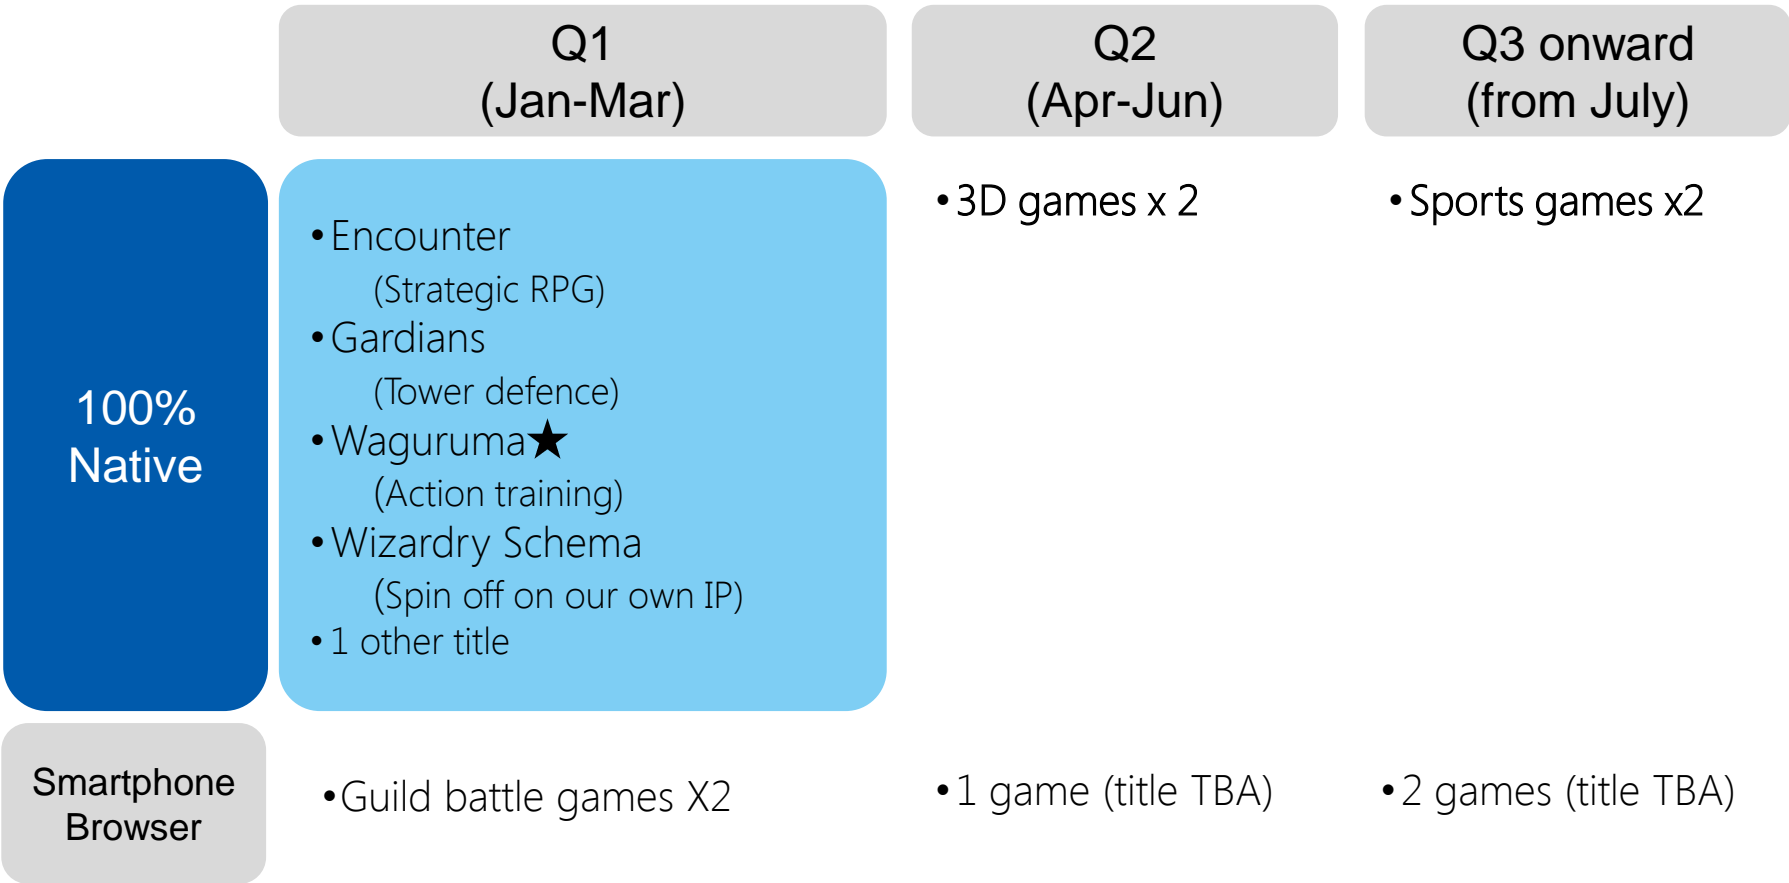 Q1
(Jan-Mar)
Q2
(Apr-Jun)
Q3 onward
(from July)
100%
Native
•Encounter
(Strategic RPG)
•Gardians
(Tower defence)
•Waguruma★
(Action training)
•Wizardry Schema
(Spin off on our own IP)
•1 other title
•3D games x 2
•Sports games x2
Smartphone
Browser
•Guild battle games X2
•1 game (title TBA)
•2 games (title TBA)